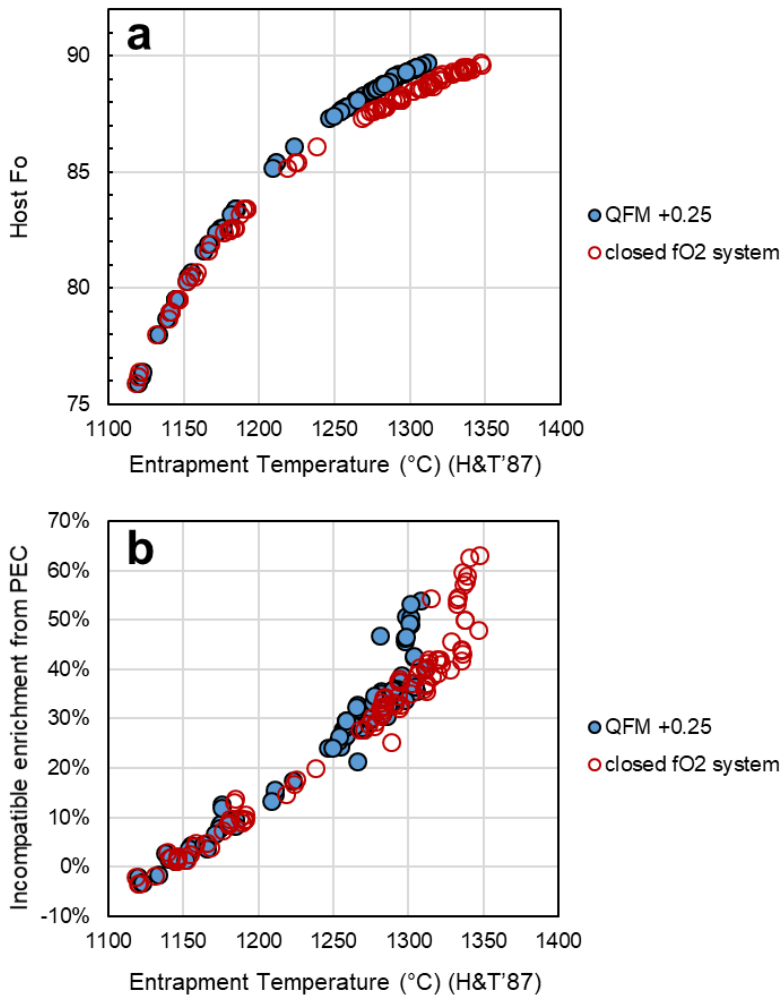 a
90
85
80
75
Host Fo
1100 1150 1200 1250 1300 1350 1400
Entrapment Temperature (°C) (H&T'87)
QFM +0.25
closed fO2 system
b
70%
60%
50%
40%
30%
20%
10%
0%
-10%
Incompatible enrichment from PEC
1100 1150 1200 1250 1300 1350 1400
Entrapment Temperature (°C) (H&T'87)
QFM +0.25
closed fO2 system